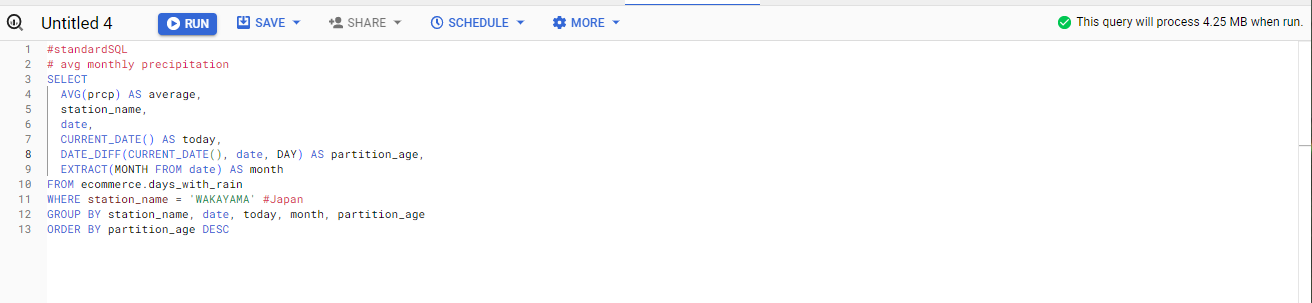 Untitled 4 RUN SAVE SHARE SCHEDULE MORE This query will process 4.25 MB when run.
1 #standardSQL
2 # avg monthly precipitation
3 SELECT
4 AVG(prcp) AS average,
5 station_name,
6 date,
7 CURRENT_DATE() AS today,
8 DATE_DIFF(CURRENT_DATE(), date, DAY) AS partition_age,
9 EXTRACT(MONTH FROM date) AS month
10 FROM ecommerce.days_with_rain
11 WHERE station_name = 'WAKAYAMA' #Japan
12 GROUP BY station_name, date, today, month, partition_age
13 ORDER BY partition_age DESC